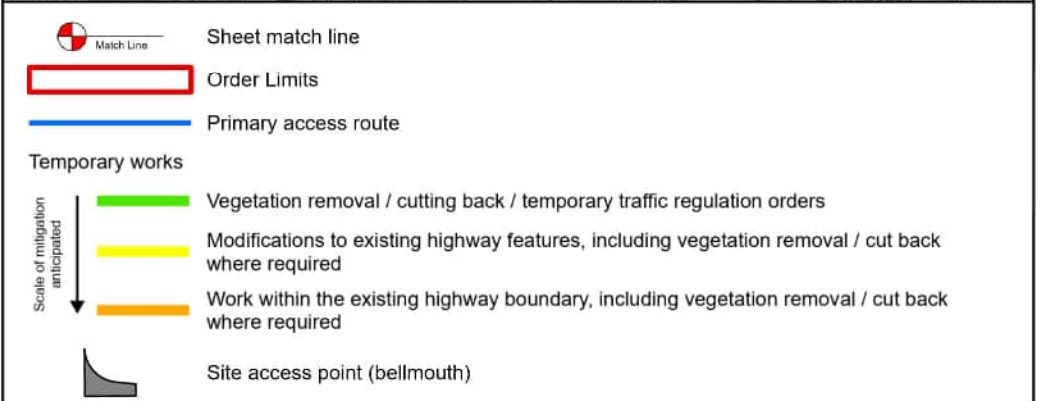 Match Line
Sheet match line
Order Limits
Primary access route
Temporary works
Scale of mitigation
anticipated
Vegetation removal / cutting back / temporary traffic regulation orders
Modifications to existing highway features, including vegetation removal / cut back
where required
Work within the existing highway boundary, including vegetation removal / cut back
where required
Site access point (bellmouth)